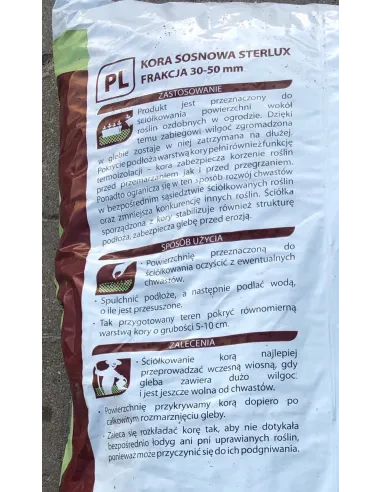 PL
KORA SOSNOWA STERLUX
FRAKCJA 30-50 mm
ZASTOSOWANIE
Produkt jest przeznaczony do
ściółkowania powierzchni wokół
roślin ozdobnych w ogrodzie. Dzięki
temu zabiegowi wilgoć zgromadzona
w glebie zostaje w niej zatrzymana na dłużej.
Pokycie podłoża warstwą kory pełni również funkcję
termoizolacji – kora zabezpiecza korzenie roślin
przed przemarzaniem jak i przed przegrzaniem.
Ponadto ogranicza się w ten sposób rozwój chwastów
w bezpośrednim sąsiedztwie ściółkowanych roślin
oraz zmniejsza konkurencję innych roślin. Ściółka
sporządzona z kory stabilizuje również strukturę
podłoża, zabezpiecza glebę przed erozją.
SPOSÓB UŻYCIA
· Powierzchnię przeznaczoną do
ściółkowania oczyścić z ewentualnych
chwastów.
· Spulchnić podłoże, a następnie podlać wodą,
o ile jest przesuszone.
· Tak przygotowany teren pokryć równomierną
warstwą kory o grubości 5-10 cm.
ZALECENIA
· Ściółkowanie korą najlepiej
przeprowadzać wczesną wiosną, gdy
gleba zawiera dużo wilgoci
i jest jeszcze wolna od chwastów.
· Powierzchnię przykrywamy korą dopiero po
całkowitym rozmarznięciu gleby.
· Zaleca się rozkładać korę tak, aby nie dotykała
bezpośrednio łodyg ani pni uprawianych roślin,
ponieważ może przyczynić się do ich podgniwania.